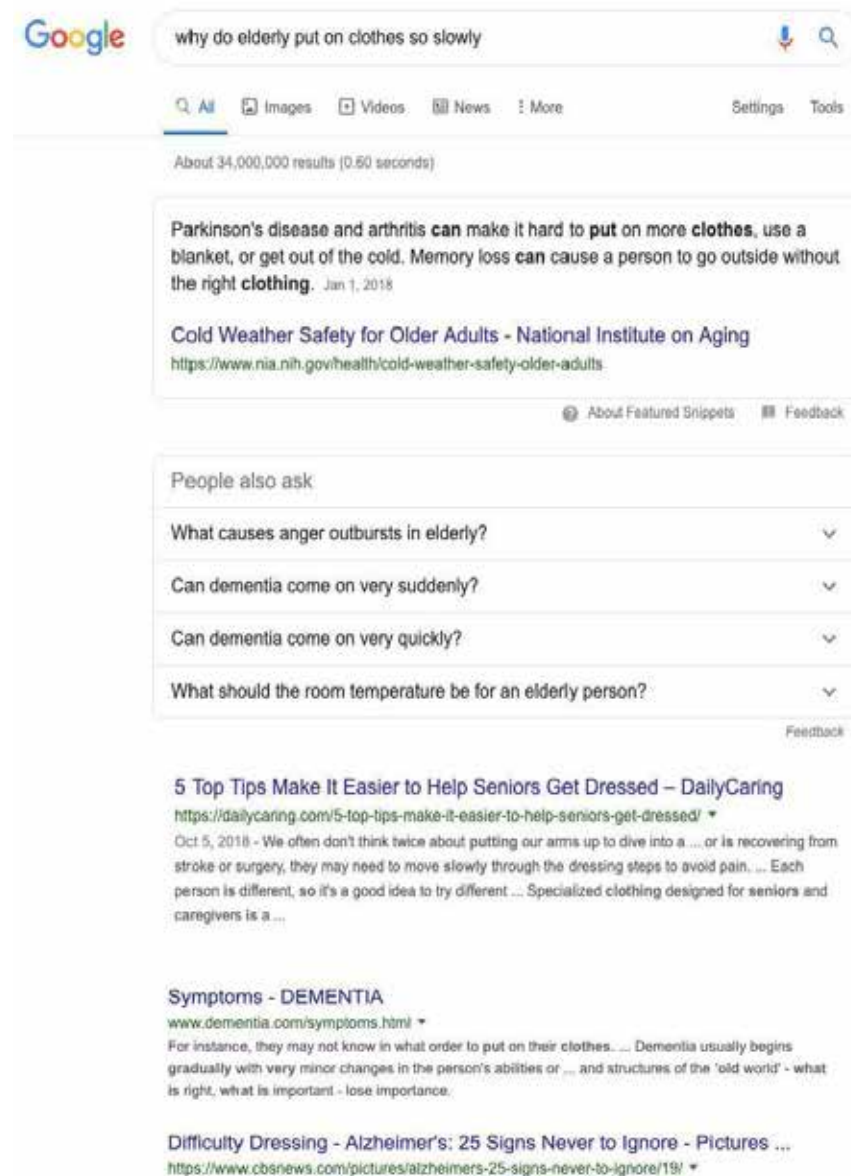 Google
why do elderly put on clothes so slowly
All Images Videos News More Settings Tools
About 34,000,000 results (0.60 seconds)
Parkinson's disease and arthritis can make it hard to put on more clothes, use a
blanket, or get out of the cold. Memory loss can cause a person to go outside without
the right clothing. Jan 1, 2018
Cold Weather Safety for Older Adults - National Institute on Aging
https://www.nia.nih.gov/health/cold-weather-safety-older-adults
About Featured Snippets Feedback
People also ask
What causes anger outbursts in elderly?
Can dementia come on very suddenly?
Can dementia come on very quickly?
What should the room temperature be for an elderly person?
Feedback
5 Top Tips Make It Easier to Help Seniors Get Dressed – DailyCaring
https://dailycaring.com/5-top-tips-make-it-easier-to-help-seniors-get-dressed/
Oct 5, 2018 - We often don't think twice about putting our arms up to dive into a ... or is recovering from
stroke or surgery, they may need to move slowly through the dressing steps to avoid pain. ... Each
person is different, so it's a good idea to try different ... Specialized clothing designed for seniors and
caregivers is a ...
Symptoms - DEMENTIA
www.dementia.com/symptoms.html
For instance, they may not know in what order to put on their clothes. ... Dementia usually begins
gradually with very minor changes in the person's abilities or ... and structures of the 'old world' - what
is right, what is important - lose importance.
Difficulty Dressing - Alzheimer's: 25 Signs Never to Ignore - Pictures ...
https://www.cbsnews.com/pictures/alzheimers-25-signs-never-to-ignore/19/